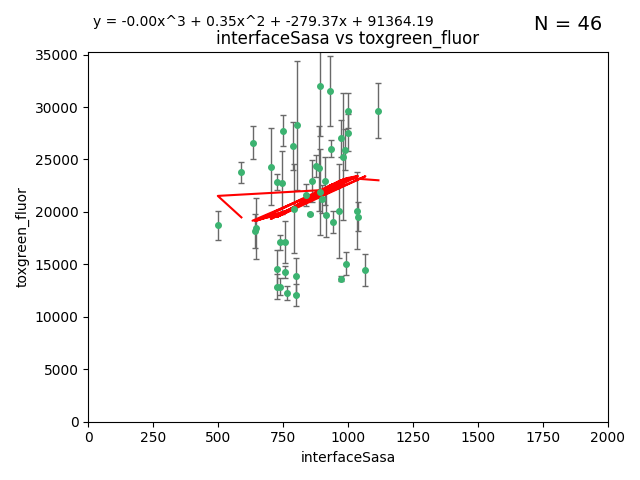 y = -0.00x^3 + 0.35x^2 + -279.37x + 91364.19
N = 46
interfaceSasa vs toxgreen_fluor
35000
30000
25000
20000
15000
10000
5000
0
toxgreen_fluor
0 250 500 750 1000 1250 1500 1750 2000
interfaceSasa